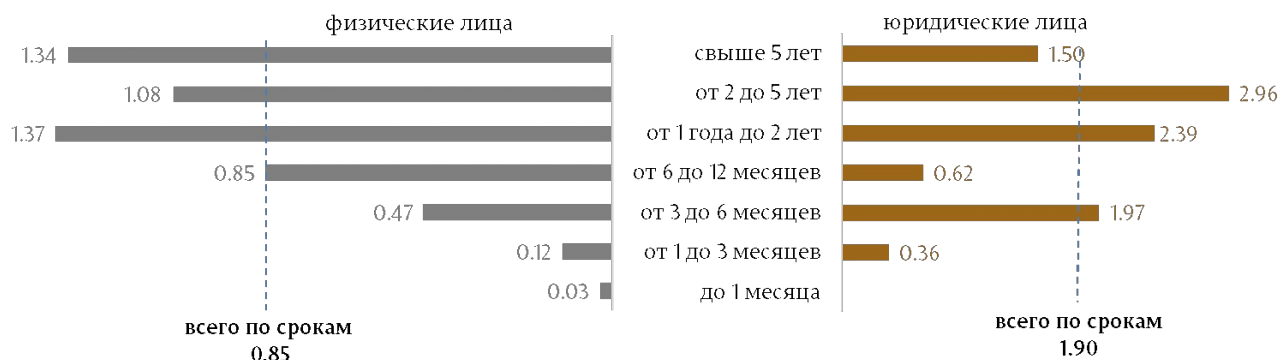 физические лица
юридические лица
1.34 свыше 5 лет 1.50
1.08 от 2 до 5 лет 2.96
1.37 от 1 года до 2 лет 2.39
0.85 от 6 до 12 месяцев 0.62
0.47 от 3 до 6 месяцев 1.97
0.12 от 1 до 3 месяцев 0.36
0.03 до 1 месяца
всего по срокам
0.85
всего по срокам
1.90